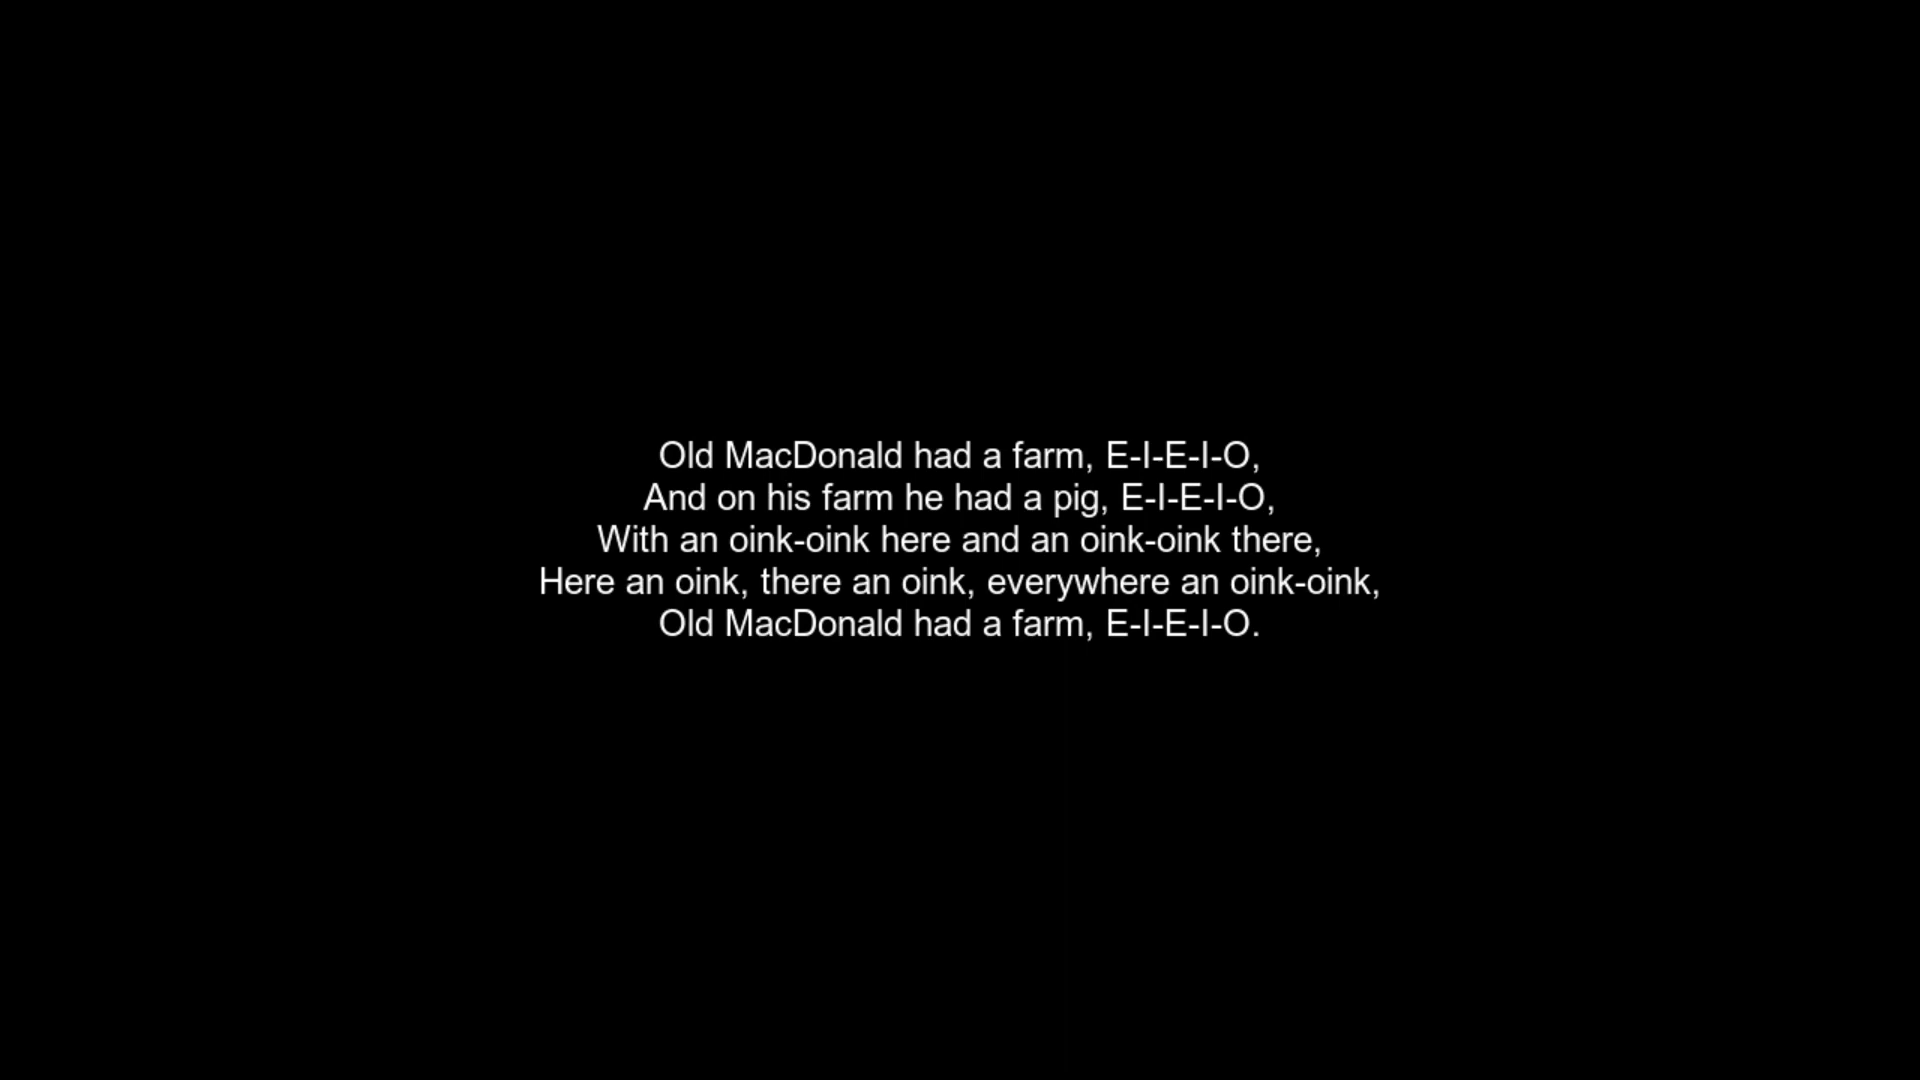 Old MacDonald had a farm, E-I-E-I-O,
And on his farm he had a pig, E-I-E-I-O,
With an oink-oink here and an oink-oink there,
Here an oink, there an oink, everywhere an oink-oink,
Old MacDonald had a farm, E-I-E-I-O.